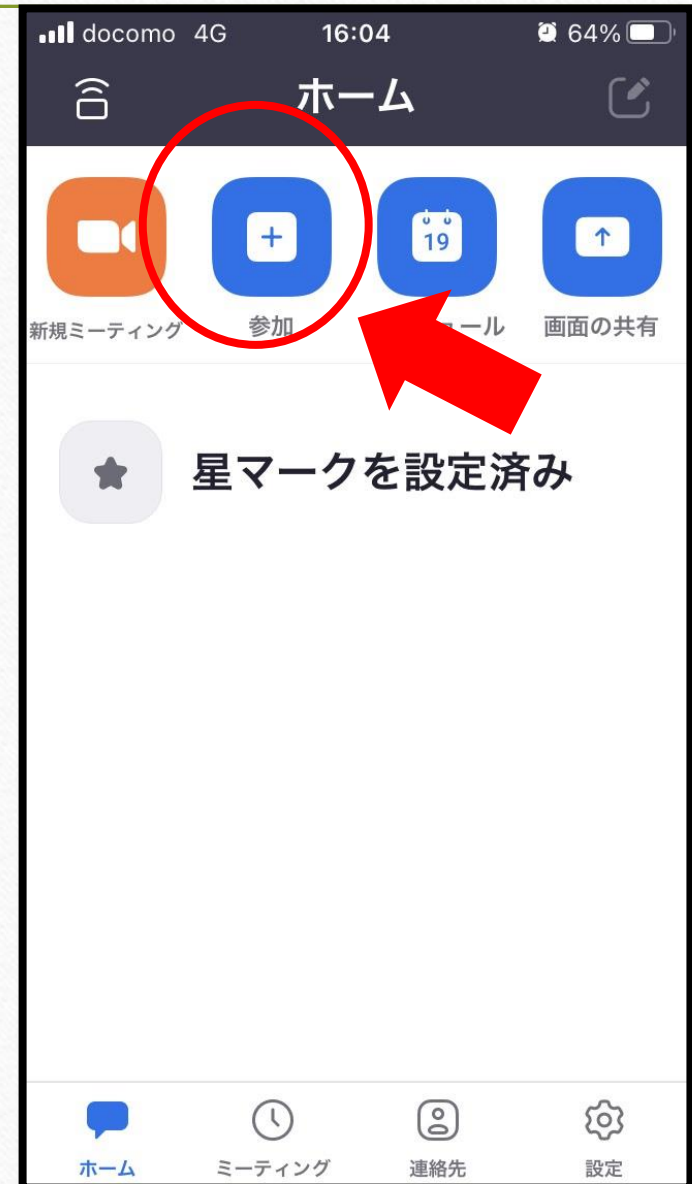 docomo 4G 16:04 64%
ホーム
19
新規ミーティング 参加 ュール 画面の共有
星マークを設定済み
ホーム ミーティング 連絡先 設定